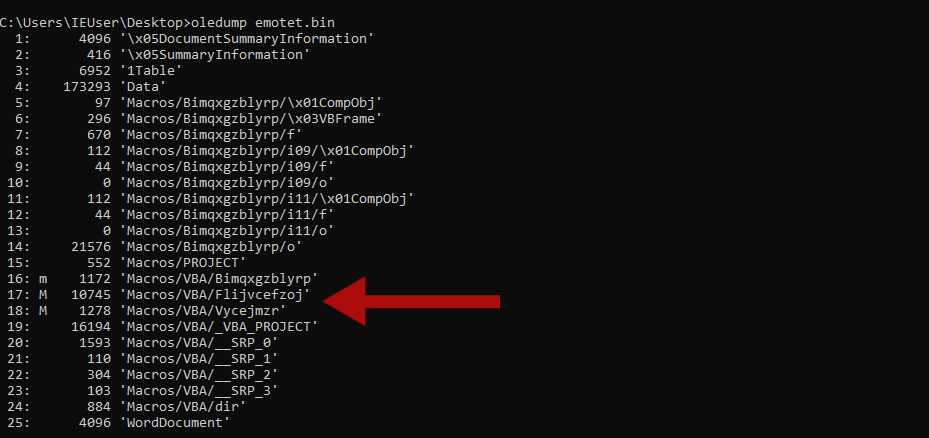 C:\Users\IEUser\Desktop>oledump emotet.bin
1: 4096 '\x05DocumentSummaryInformation'
2: 416 '\x05SummaryInformation'
3: 6952 '1Table'
4: 173293 'Data'
5: 97 'Macros/Bimqxgzblyrp/\x01CompObj'
6: 296 'Macros/Bimqxgzblyrp/\x03VBFrame'
7: 670 'Macros/Bimqxgzblyrp/f'
8: 112 'Macros/Bimqxgzblyrp/i09/\x01CompObj'
9: 44 'Macros/Bimqxgzblyrp/i09/f'
10: 0 'Macros/Bimqxgzblyrp/i09/o'
11: 112 'Macros/Bimqxgzblyrp/i11/\x01CompObj'
12: 44 'Macros/Bimqxgzblyrp/i11/f'
13: 0 'Macros/Bimqxgzblyrp/i11/o'
14: 21576 'Macros/Bimqxgzblyrp/o'
15: 552 'Macros/PROJECT'
16: m 1172 'Macros/VBA/Bimqxgzblyrp'
17: M 10745 'Macros/VBA/Flijvcefzoj'
18: M 1278 'Macros/VBA/Vycejmzr'
19: 16194 'Macros/VBA/_VBA_PROJECT'
20: 1593 'Macros/VBA/__SRP_0'
21: 110 'Macros/VBA/__SRP_1'
22: 304 'Macros/VBA/__SRP_2'
23: 103 'Macros/VBA/__SRP_3'
24: 884 'Macros/VBA/dir'
25: 4096 'WordDocument'